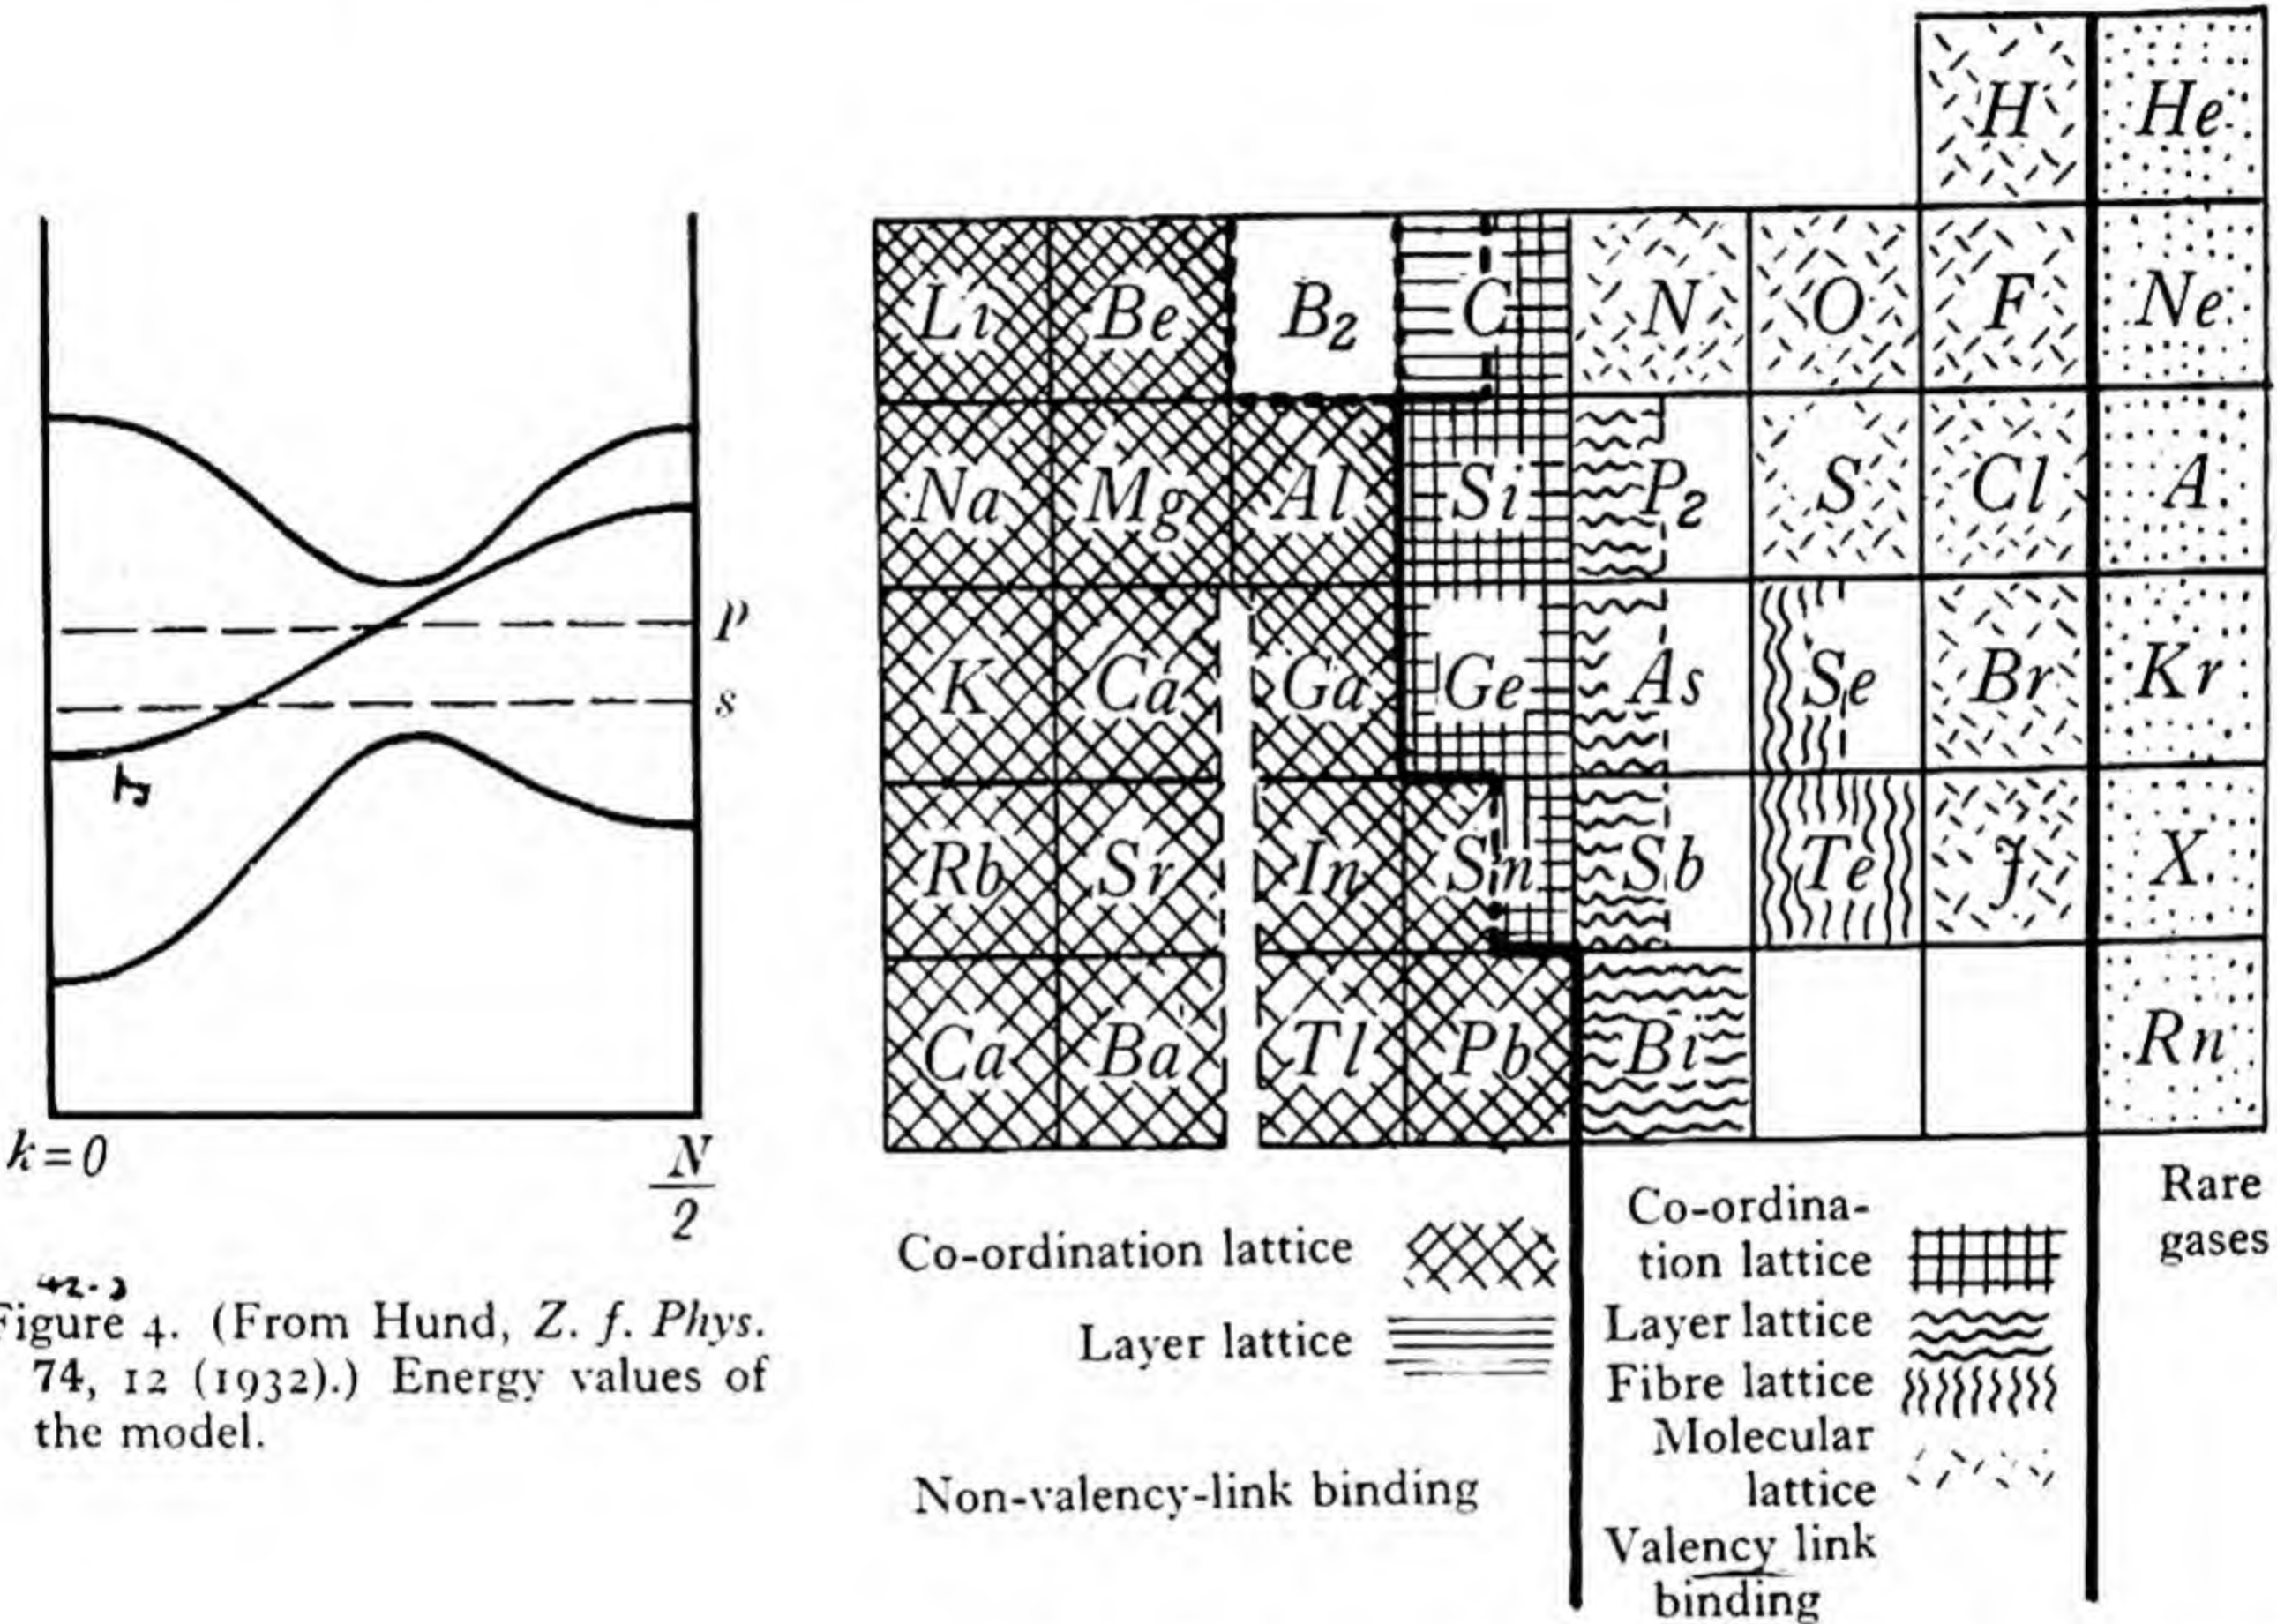 H He
Li Be B₂ C N O F Ne
Na Mg Al Si P₂ S Cl A
K Ca Ga Ge As Se Br Kr
Rb Sr In Sn Sb Te J X
Ca Ba Tl Pb Bi Rn
p
s
k=0
N
2
Figure 4. (From Hund, Z. f. Phys.
74, 12 (1932).) Energy values of
the model.
Co-ordination lattice
Layer lattice
Non-valency-link binding
Co-ordina-
tion lattice
Layer lattice
Fibre lattice
Molecular
lattice
Valency link
binding
Rare
gases